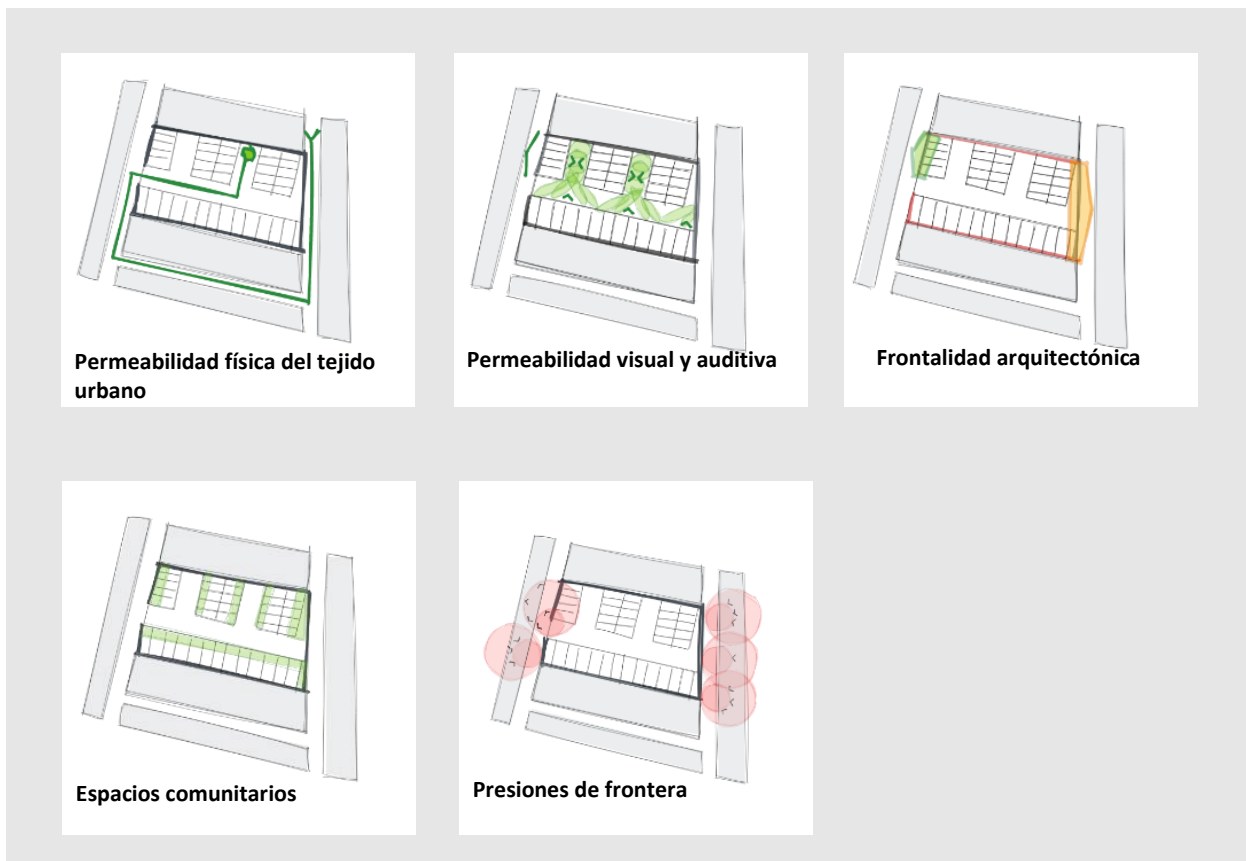 Permeabilidad física del tejido
urbano
Permeabilidad visual y auditiva
Frontalidad arquitectónica
Espacios comunitarios
Presiones de frontera